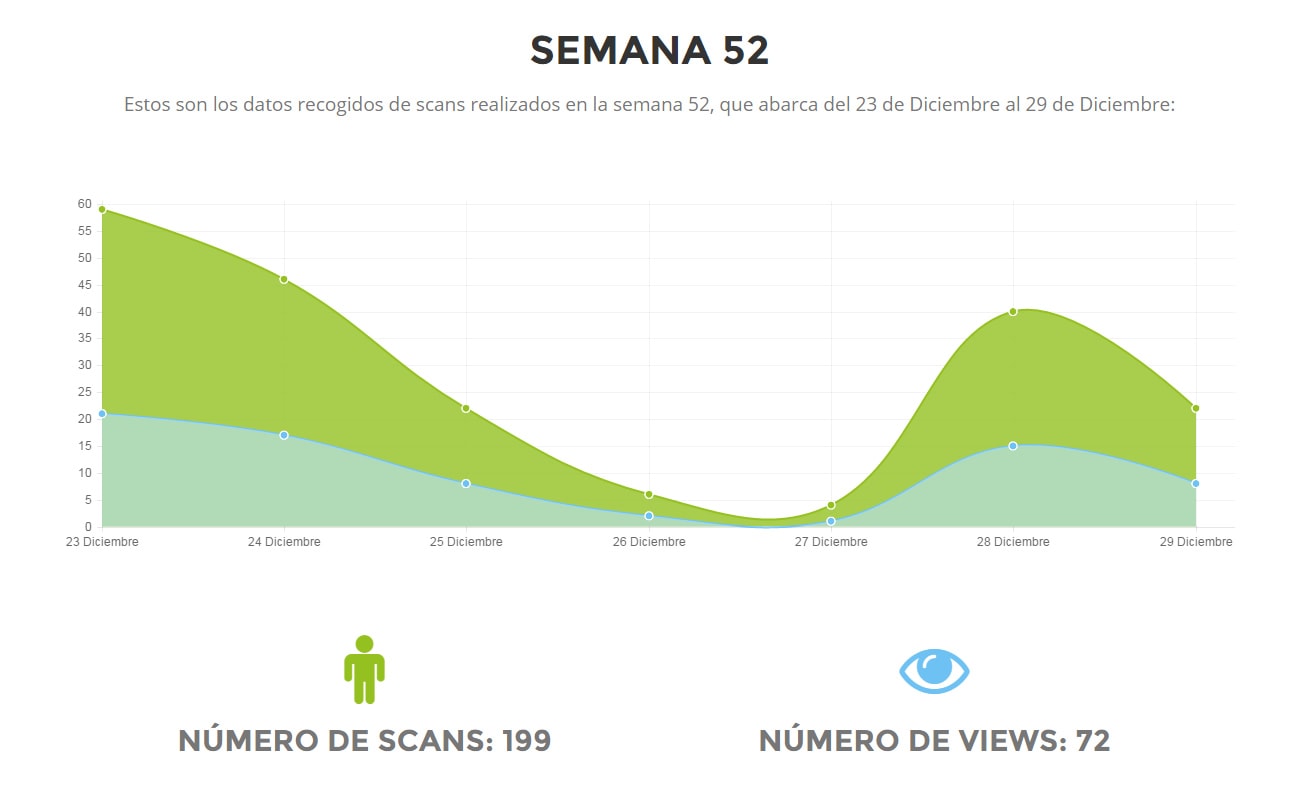 SEMANA 52
Estos son los datos recogidos de scans realizados en la semana 52, que abarca del 23 de Diciembre al 29 de Diciembre:
60
55
50
45
40
35
30
25
20
15
10
5
0
23 Diciembre
24 Diciembre
25 Diciembre
26 Diciembre
27 Diciembre
28 Diciembre
29 Diciembre
NÚMERO DE SCANS: 199
NÚMERO DE VIEWS: 72